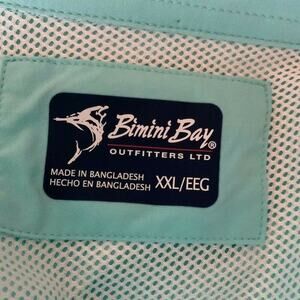 Bimini Bay®
OUTFITTERS LTD
MADE IN BANGLADESH
HECHO EN BANGLADESH XXL/EEG